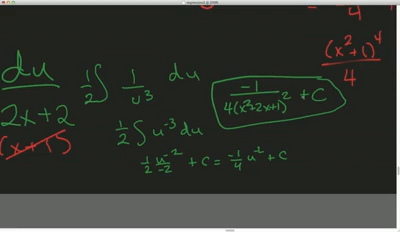 4
(x²+1)⁴
4
du
2x+2
(x+1)
1/2 ∫ 1/u³ du
1/2 ∫ u⁻³ du
1/2 u⁻²/-2 + C = -1/4 u⁻² + C
-1/4(x²+2x+1)² + C